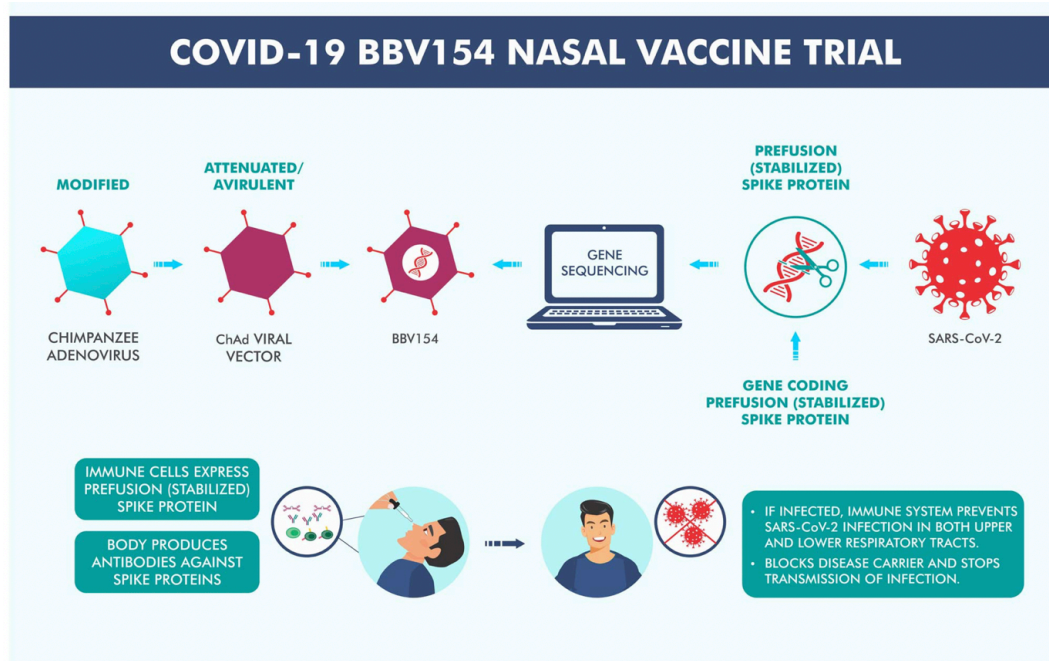 COVID-19 BBV154 NASAL VACCINE TRIAL
MODIFIED
CHIMPANZEE
ADENOVIRUS
ATTENUATED/
AVIRULENT
ChAd VIRAL
VECTOR
BBV154
GENE
SEQUENCING
PREFUSION
(STABILIZED)
SPIKE PROTEIN
GENE CODING
PREFUSION (STABILIZED)
SPIKE PROTEIN
SARS-CoV-2
IMMUNE CELLS EXPRESS
PREFUSION (STABILIZED)
SPIKE PROTEIN
BODY PRODUCES
ANTIBODIES AGAINST
SPIKE PROTEINS
• IF INFECTED, IMMUNE SYSTEM PREVENTS
SARS-CoV-2 INFECTION IN BOTH UPPER
AND LOWER RESPIRATORY TRACTS.
• BLOCKS DISEASE CARRIER AND STOPS
TRANSMISSION OF INFECTION.